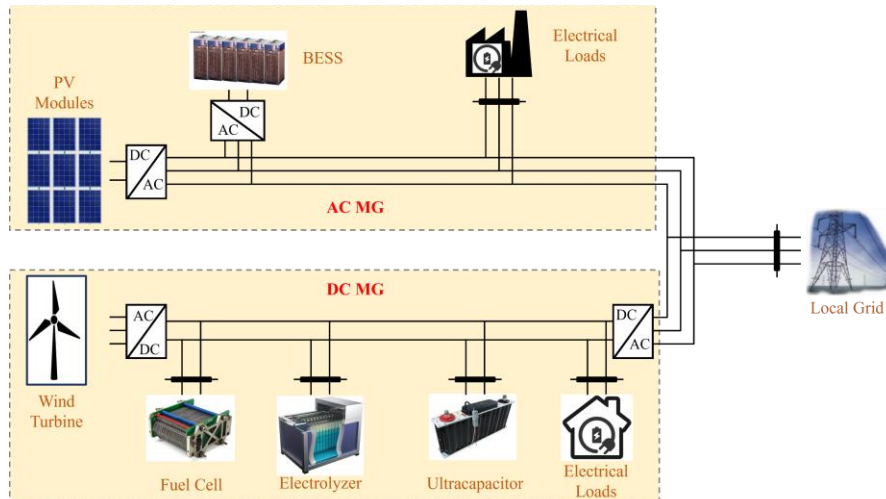 BESS
Electrical
Loads
PV
Modules
DC
AC
DC
AC
AC MG
DC MG
AC
DC
DC
AC
Local Grid
Wind
Turbine
Fuel Cell
Electrolyzer
Ultracapacitor
Electrical
Loads